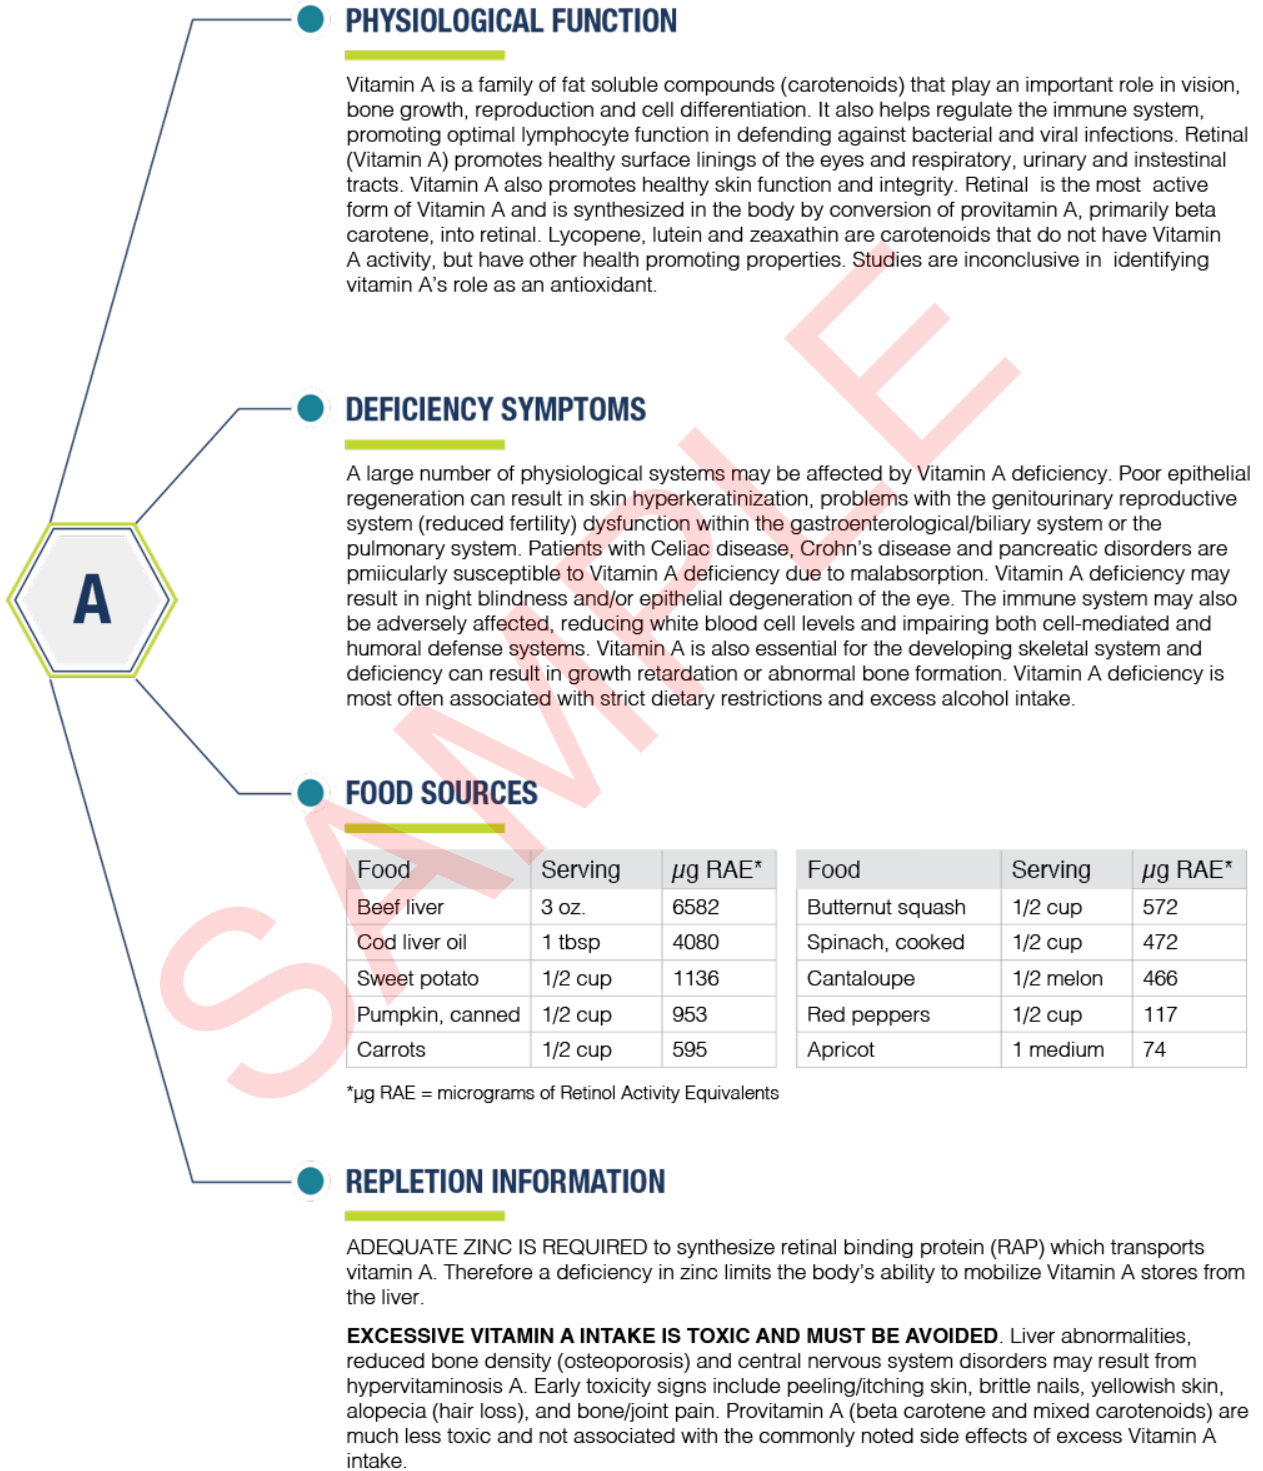 PHYSIOLOGICAL FUNCTION
Vitamin A is a family of fat soluble compounds (carotenoids) that play an important role in vision,
bone growth, reproduction and cell differentiation. It also helps regulate the immune system,
promoting optimal lymphocyte function in defending against bacterial and viral infections. Retinal
(Vitamin A) promotes healthy surface linings of the eyes and respiratory, urinary and instestinal
tracts. Vitamin A also promotes healthy skin function and integrity. Retinal is the most active
form of Vitamin A and is synthesized in the body by conversion of provitamin A, primarily beta
carotene, into retinal. Lycopene, lutein and zeaxathin are carotenoids that do not have Vitamin
A activity, but have other health promoting properties. Studies are inconclusive in identifying
vitamin A's role as an antioxidant.
DEFICIENCY SYMPTOMS
A large number of physiological systems may be affected by Vitamin A deficiency. Poor epithelial
regeneration can result in skin hyperkeratinization, problems with the genitourinary reproductive
system (reduced fertility) dysfunction within the gastroenterological/biliary system or the
pulmonary system. Patients with Celiac disease, Crohn's disease and pancreatic disorders are
pmiicularly susceptible to Vitamin A deficiency due to malabsorption. Vitamin A deficiency may
result in night blindness and/or epithelial degeneration of the eye. The immune system may also
be adversely affected, reducing white blood cell levels and impairing both cell-mediated and
humoral defense systems. Vitamin A is also essential for the developing skeletal system and
deficiency can result in growth retardation or abnormal bone formation. Vitamin A deficiency is
most often associated with strict dietary restrictions and excess alcohol intake.
A
FOOD SOURCES
Food Serving µg RAE*
Beef liver 3 oz. 6582
Cod liver oil 1 tbsp 4080
Sweet potato 1/2 cup 1136
Pumpkin, canned 1/2 cup 953
Carrots 1/2 cup 595
Food Serving µg RAE*
Butternut squash 1/2 cup 572
Spinach, cooked 1/2 cup 472
Cantaloupe 1/2 melon 466
Red peppers 1/2 cup 117
Apricot 1 medium 74
*µg RAE = micrograms of Retinol Activity Equivalents
REPLETION INFORMATION
ADEQUATE ZINC IS REQUIRED to synthesize retinal binding protein (RAP) which transports
vitamin A. Therefore a deficiency in zinc limits the body's ability to mobilize Vitamin A stores from
the liver.
EXCESSIVE VITAMIN A INTAKE IS TOXIC AND MUST BE AVOIDED. Liver abnormalities,
reduced bone density (osteoporosis) and central nervous system disorders may result from
hypervitaminosis A. Early toxicity signs include peeling/itching skin, brittle nails, yellowish skin,
alopecia (hair loss), and bone/joint pain. Provitamin A (beta carotene and mixed carotenoids) are
much less toxic and not associated with the commonly noted side effects of excess Vitamin A
intake.
SAMPLE